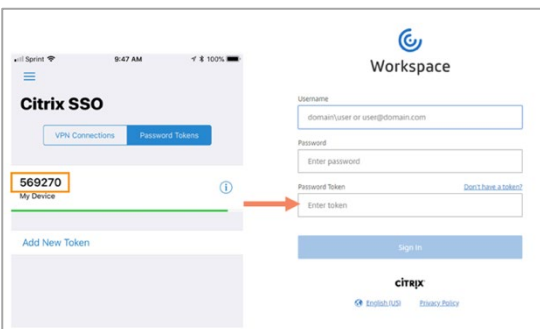 Sprint 9:47 AM 100%
Citrix SSO
VPN Connections Password Tokens
569270
My Device
Add New Token
Workspace
Username
domain\user or user@domain.com
Password
Enter password
Password Token Don't have a token?
Enter token
Sign In
citrix
English (US) Privacy Policy